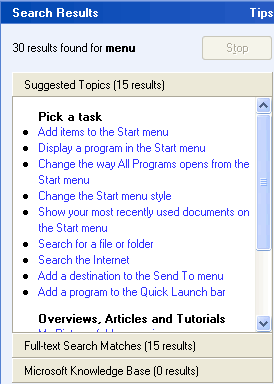 Search Results Tips
30 results found for menu Stop
Suggested Topics (15 results)
Pick a task
Add items to the Start menu
Display a program in the Start menu
Change the way All Programs opens from the
Start menu
Change the Start menu style
Show your most recently used documents on
the Start menu
Search for a file or folder
Search the Internet
Add a destination to the Send To menu
Add a program to the Quick Launch bar
Overviews, Articles and Tutorials
Full-text Search Matches (15 results)
Microsoft Knowledge Base (0 results)